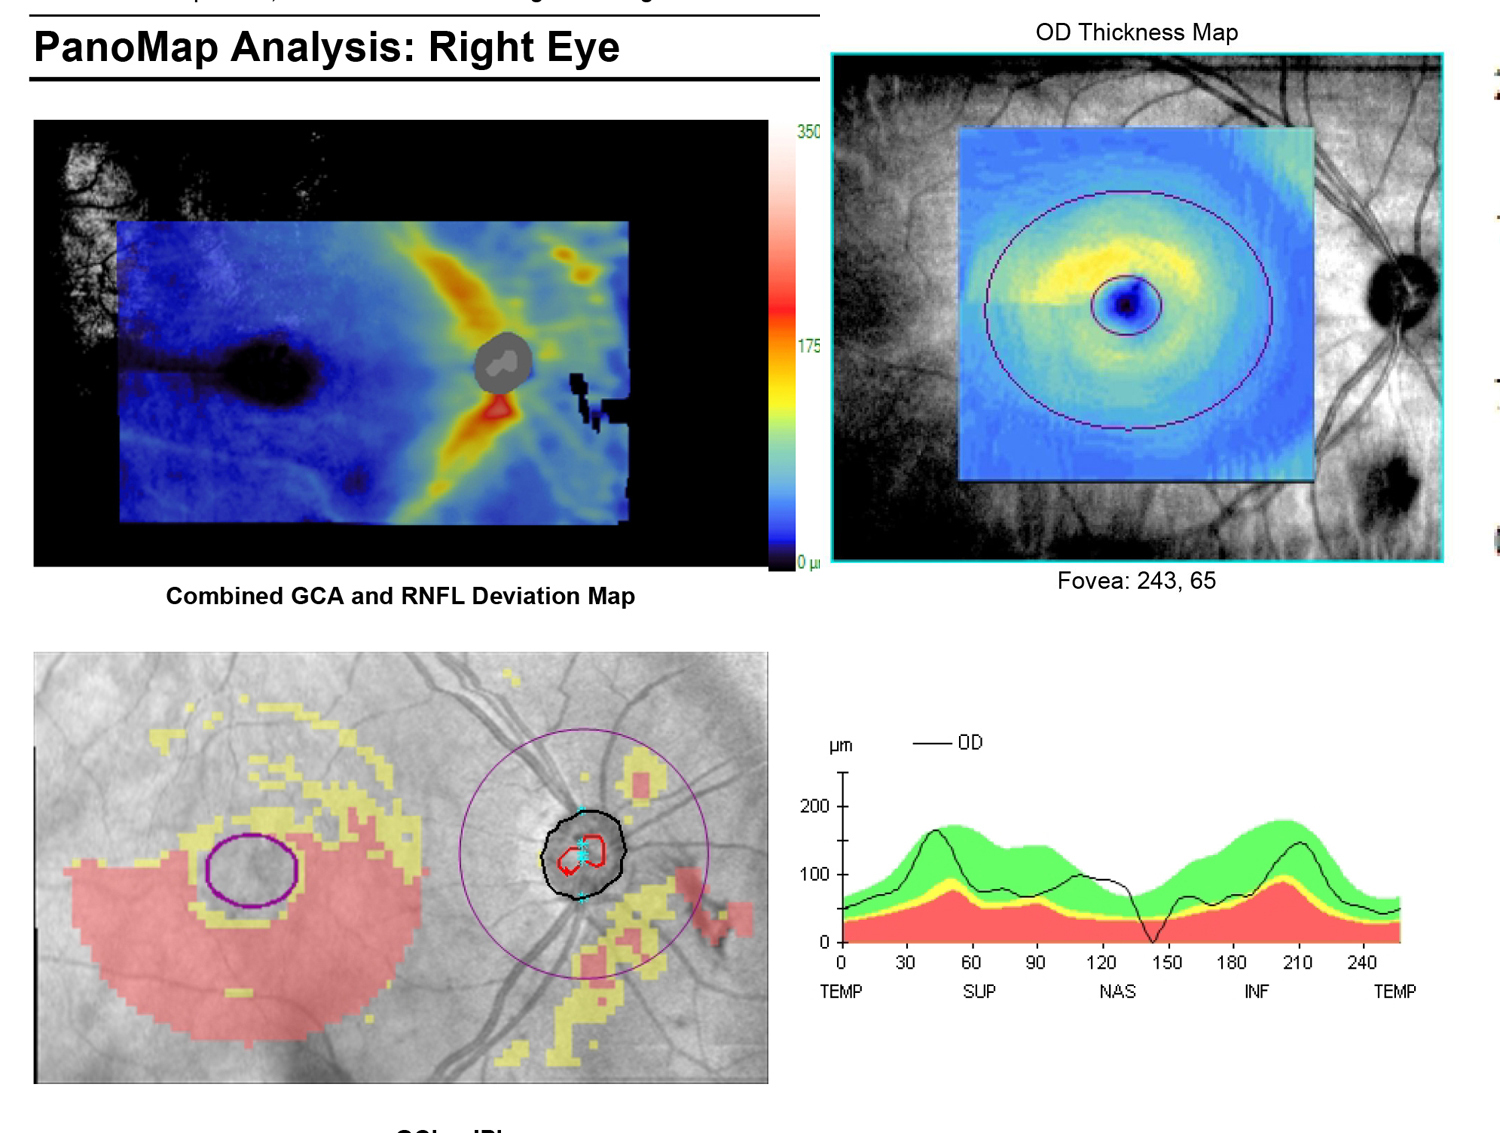 PanoMap Analysis: Right Eye
OD Thickness Map
350
175
0 µ
Combined GCA and RNFL Deviation Map
Fovea: 243, 65
µm
OD
200
100
0
0 30 60 90 120 150 180 210 240
TEMP SUP NAS INF TEMP